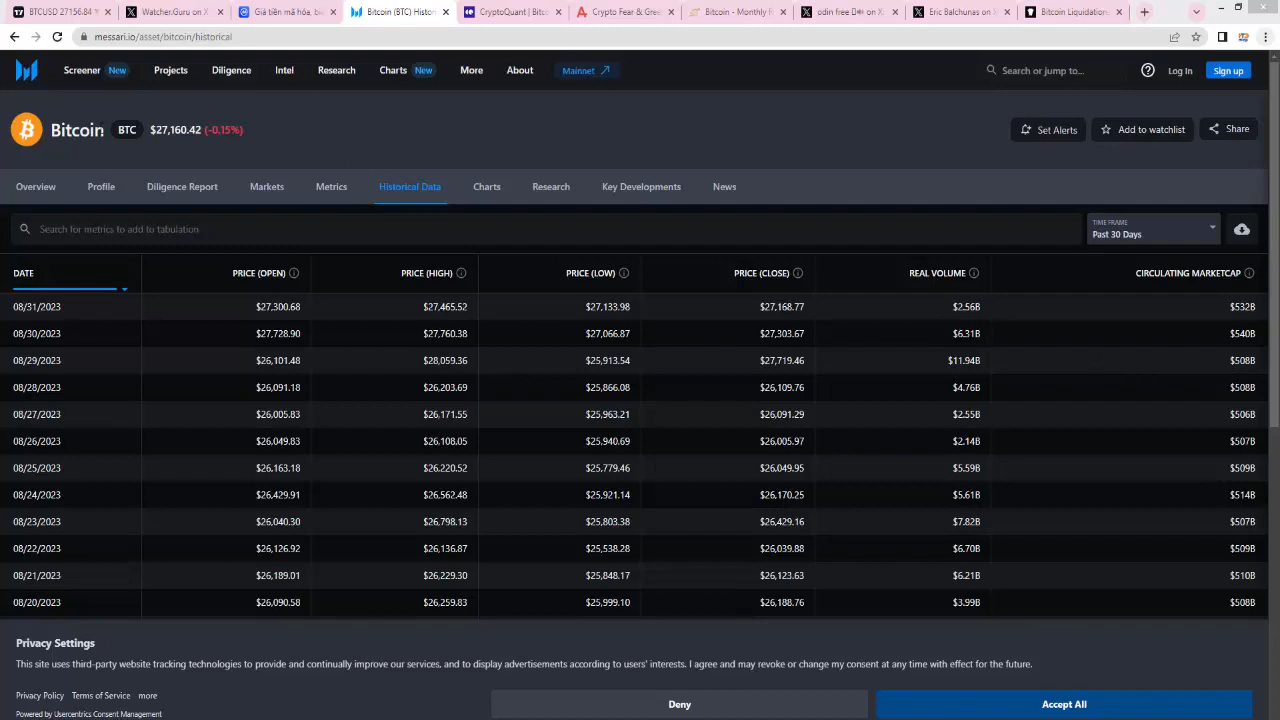 BTCUSD 27156.84
Watcher.Guru on X
Giá tiền mã hóa, bi
Bitcoin (BTC) Histor
CryptoQuant | Bitc
Crypto Fear & Gree
Bitcoin - Monthly R
odin free on X
Eric Balchunas on X
Bitcoin Liquidation
messari.io/asset/bitcoin/historical
Screener New Projects Diligence Intel Research Charts New More About Mainnet Search or jump to... Log In Sign up
Bitcoin BTC $27,160.42 (-0.15%) Set Alerts Add to watchlist Share
Overview Profile Diligence Report Markets Metrics Historical Data Charts Research Key Developments News
Search for metrics to add to tabulation
TIME FRAME
Past 30 Days
DATE PRICE (OPEN) PRICE (HIGH) PRICE (LOW) PRICE (CLOSE) REAL VOLUME CIRCULATING MARKETCAP
08/31/2023 $27,300.68 $27,465.52 $27,133.98 $27,168.77 $2.56B $532B
08/30/2023 $27,728.90 $27,760.38 $27,066.87 $27,303.67 $6.31B $540B
08/29/2023 $26,101.48 $28,059.36 $25,913.54 $27,719.46 $11.94B $508B
08/28/2023 $26,091.18 $26,203.69 $25,866.08 $26,109.76 $4.76B $508B
08/27/2023 $26,005.83 $26,171.55 $25,963.21 $26,091.29 $2.55B $506B
08/26/2023 $26,049.83 $26,108.05 $25,940.69 $26,005.97 $2.14B $507B
08/25/2023 $26,163.18 $26,220.52 $25,779.46 $26,049.95 $5.59B $509B
08/24/2023 $26,429.91 $26,562.48 $25,921.14 $26,170.25 $5.61B $514B
08/23/2023 $26,040.30 $26,798.13 $25,803.38 $26,429.16 $7.82B $507B
08/22/2023 $26,126.92 $26,136.87 $25,538.28 $26,039.88 $6.70B $509B
08/21/2023 $26,189.01 $26,229.30 $25,848.17 $26,123.63 $6.21B $510B
08/20/2023 $26,090.58 $26,259.83 $25,999.10 $26,188.76 $3.99B $508B
Privacy Settings
This site uses third-party website tracking technologies to provide and continually improve our services, and to display advertisements according to users' interests. I agree and may revoke or change my consent at any time with effect for the future.
Privacy Policy Terms of Service more
Powered by Usercentrics Consent Management
Deny
Accept All